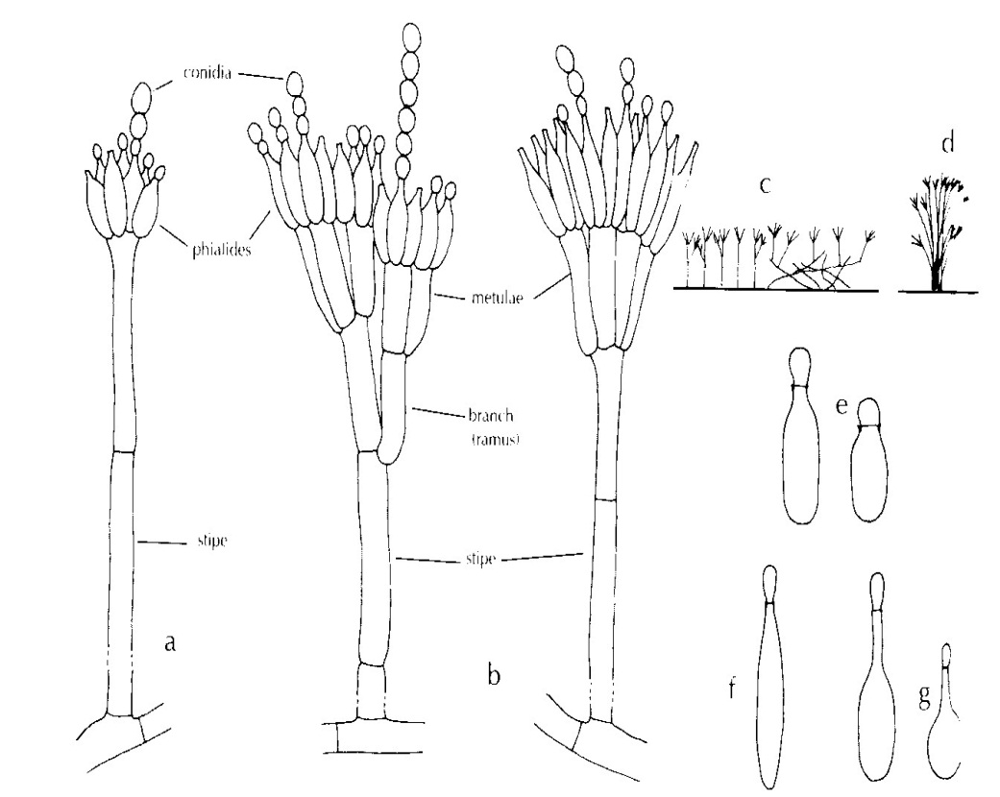 conidia
d
c
phialides
metulae
e
branch
(ramus)
stipe
stipe
a
b
f
g